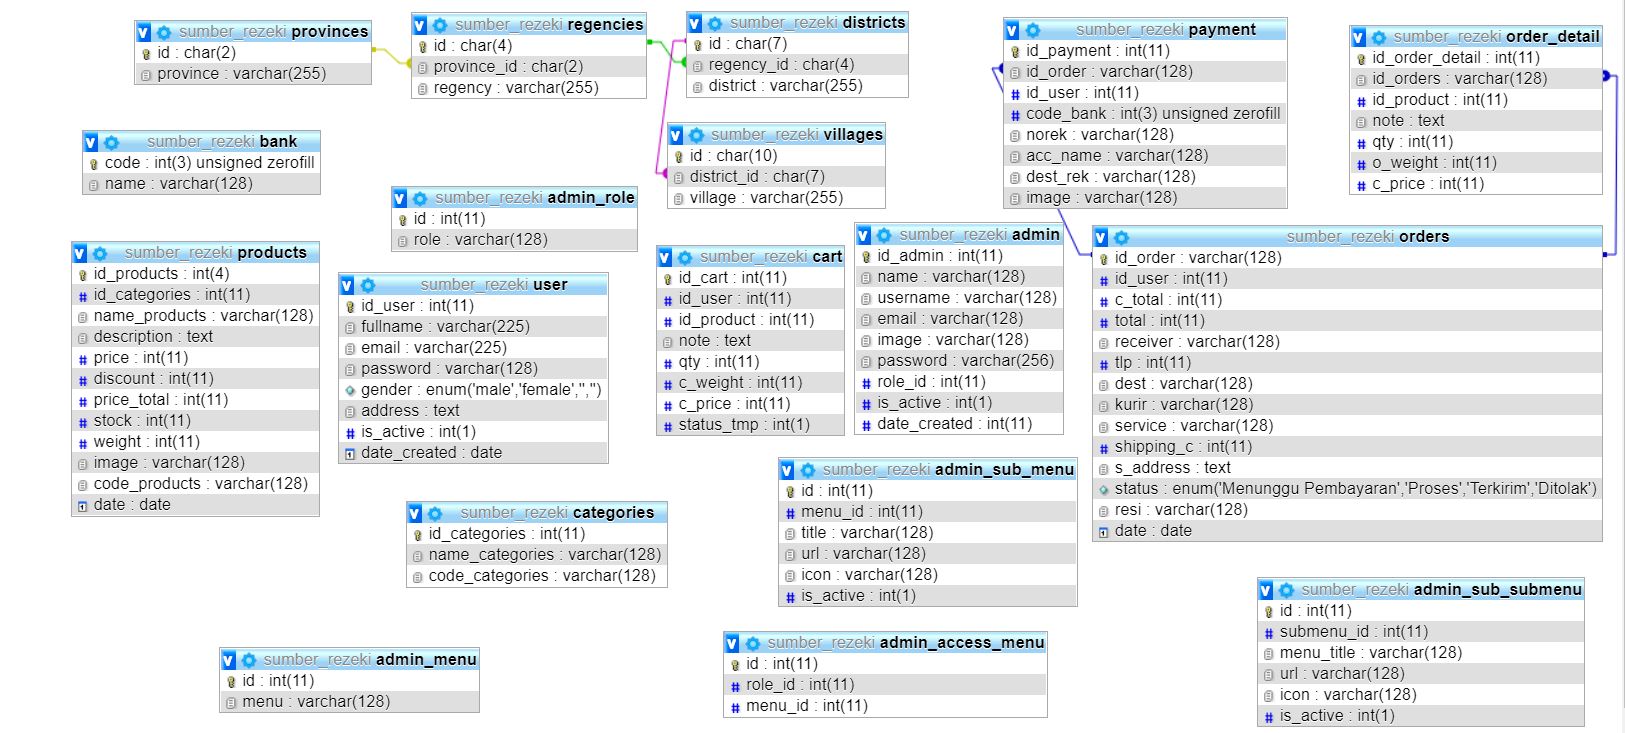 sumber_rezeki provinces
id : char(2)
province : varchar(255)
sumber_rezeki regencies
id : char(4)
province_id : char(2)
regency : varchar(255)
sumber_rezeki districts
id : char(7)
regency_id : char(4)
district : varchar(255)
sumber_rezeki payment
id_payment : int(11)
id_order : varchar(128)
id_user : int(11)
code_bank : int(3) unsigned zerofill
norek : varchar(128)
acc_name : varchar(128)
dest_rek : varchar(128)
image : varchar(128)
sumber_rezeki order_detail
id_order_detail : int(11)
id_orders : varchar(128)
id_product : int(11)
note : text
qty : int(11)
o_weight : int(11)
c_price : int(11)
sumber_rezeki bank
code : int(3) unsigned zerofill
name : varchar(128)
sumber_rezeki villages
id : char(10)
district_id : char(7)
village : varchar(255)
sumber_rezeki admin_role
id : int(11)
role : varchar(128)
sumber_rezeki products
id_products : int(4)
id_categories : int(11)
name_products : varchar(128)
description : text
price : int(11)
discount : int(11)
price_total : int(11)
stock : int(11)
weight : int(11)
image : varchar(128)
code_products : varchar(128)
date : date
sumber_rezeki user
id_user : int(11)
fullname : varchar(225)
email : varchar(225)
password : varchar(128)
gender : enum('male','female','','')
address : text
is_active : int(1)
date_created : date
sumber_rezeki cart
id_cart : int(11)
id_user : int(11)
id_product : int(11)
note : text
qty : int(11)
c_weight : int(11)
c_price : int(11)
status_tmp : int(1)
sumber_rezeki admin
id_admin : int(11)
name : varchar(128)
username : varchar(128)
email : varchar(128)
image : varchar(128)
password : varchar(256)
role_id : int(11)
is_active : int(1)
date_created : int(11)
sumber_rezeki orders
id_order : varchar(128)
id_user : int(11)
c_total : int(11)
total : int(11)
receiver : varchar(128)
tlp : int(11)
dest : varchar(128)
kurir : varchar(128)
service : varchar(128)
shipping_c : int(11)
s_address : text
status : enum('Menunggu Pembayaran','Proses','Terkirim','Ditolak')
resi : varchar(128)
date : date
sumber_rezeki categories
id_categories : int(11)
name_categories : varchar(128)
code_categories : varchar(128)
sumber_rezeki admin_sub_menu
id : int(11)
menu_id : int(11)
title : varchar(128)
url : varchar(128)
icon : varchar(128)
is_active : int(1)
sumber_rezeki admin_sub_submenu
id : int(11)
submenu_id : int(11)
menu_title : varchar(128)
url : varchar(128)
icon : varchar(128)
is_active : int(1)
sumber_rezeki admin_menu
id : int(11)
menu : varchar(128)
sumber_rezeki admin_access_menu
id : int(11)
role_id : int(11)
menu_id : int(11)